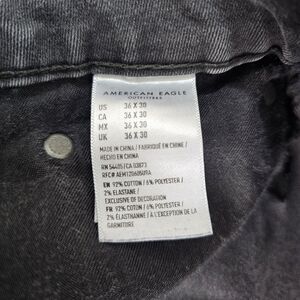 AMERICAN EAGLE
OUTFITTERS
US 36 X 30
CA 36 X 30
MX 36 X 30
UK 36 X 30
MADE IN CHINA / FABRIQUÉ EN CHINE /
HECHO EN CHINA
RN 54485/CA 03873
EN 92% COTTON / 6% POLYESTER /
2% ELASTANE /
EXCLUSIVE OF DECORATION
FR 92% COTON / 6% POLYESTER /
2% ÉLASTHANNE / À L'EXCEPTION DE LA
GARNITURE